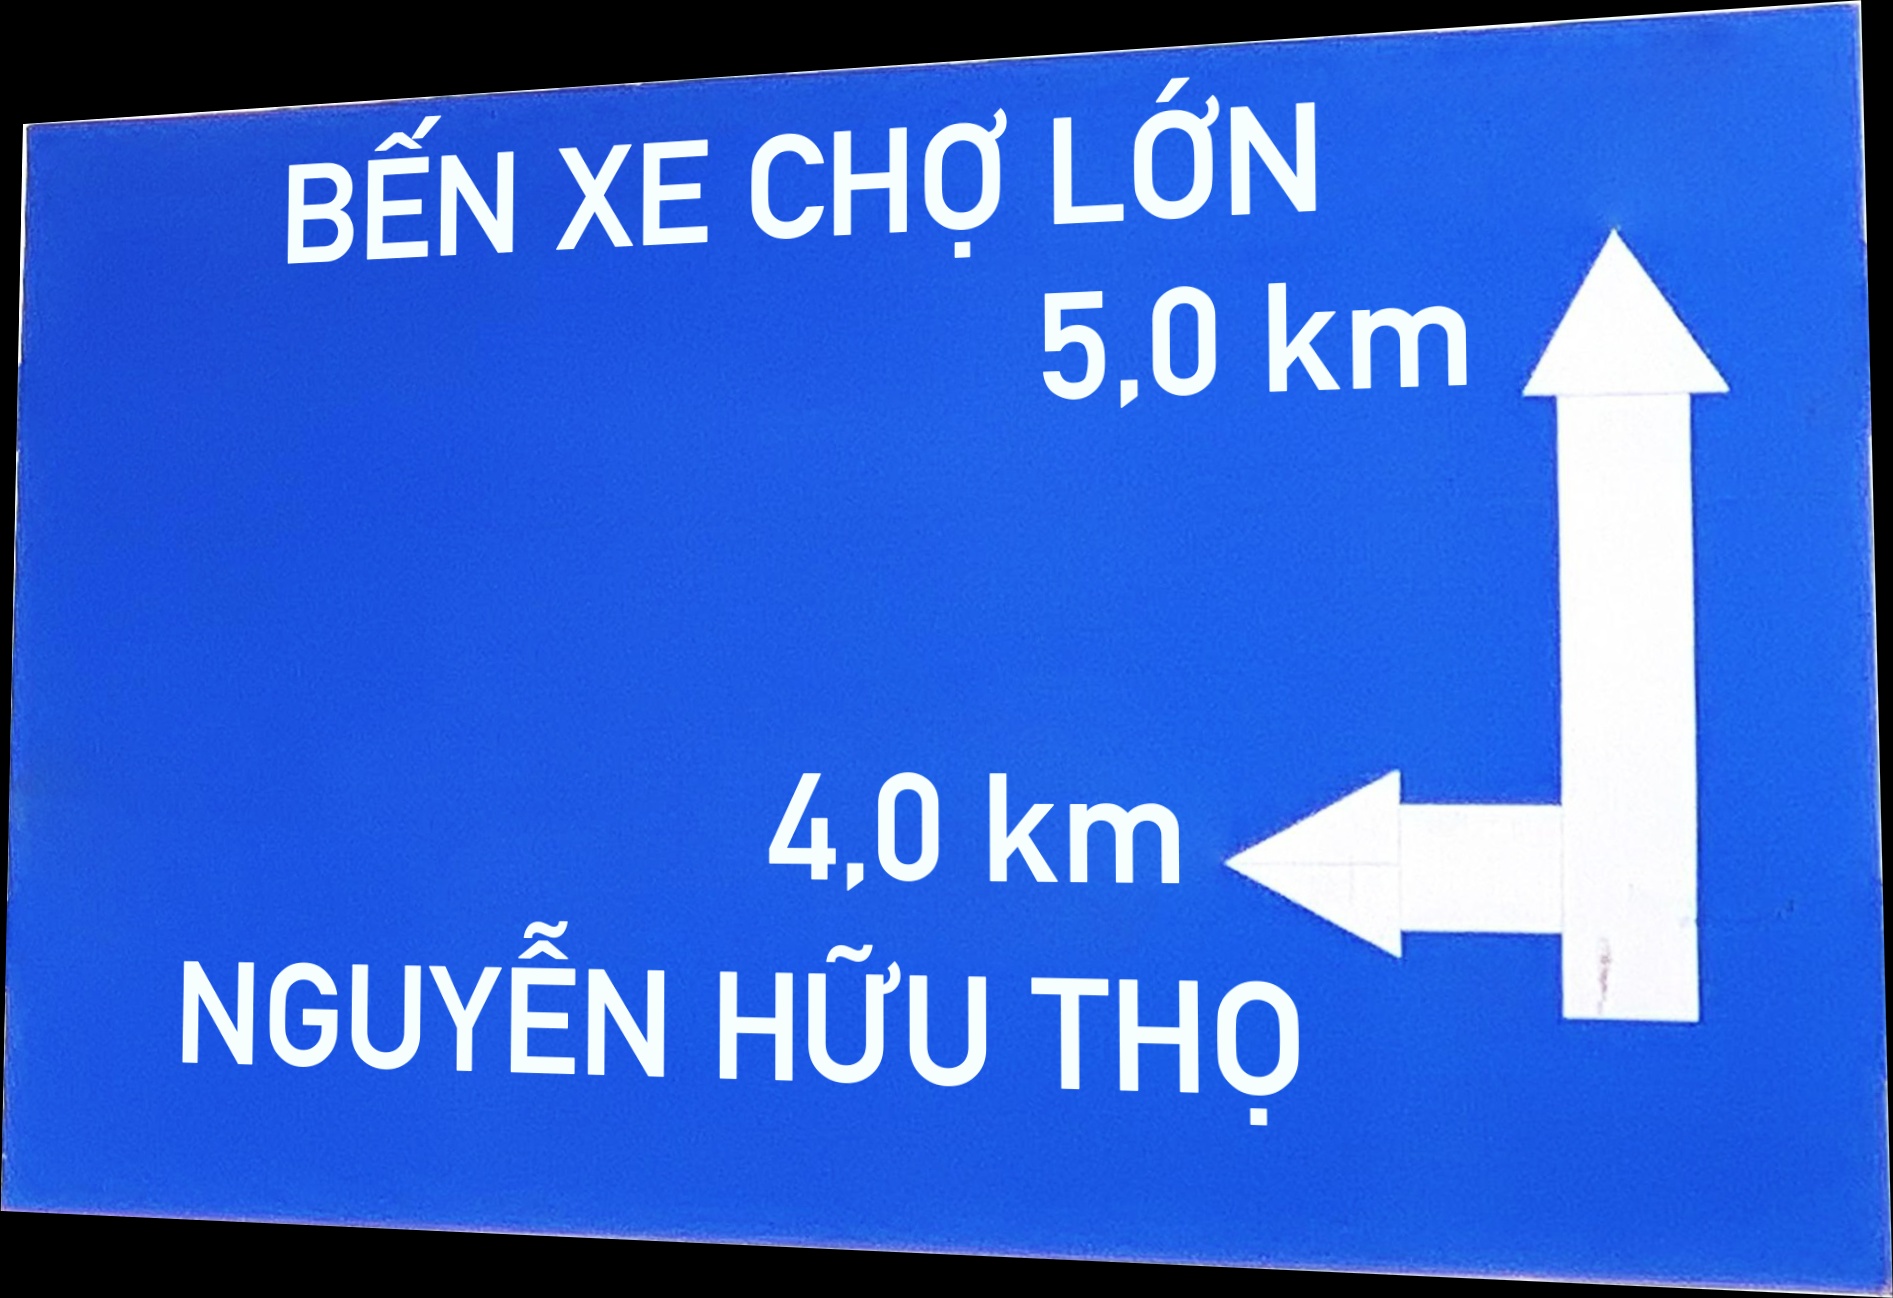 BẾN XE CHỢ LỚN
5,0 km
4,0 km
NGUYỄN HỮU THỌ